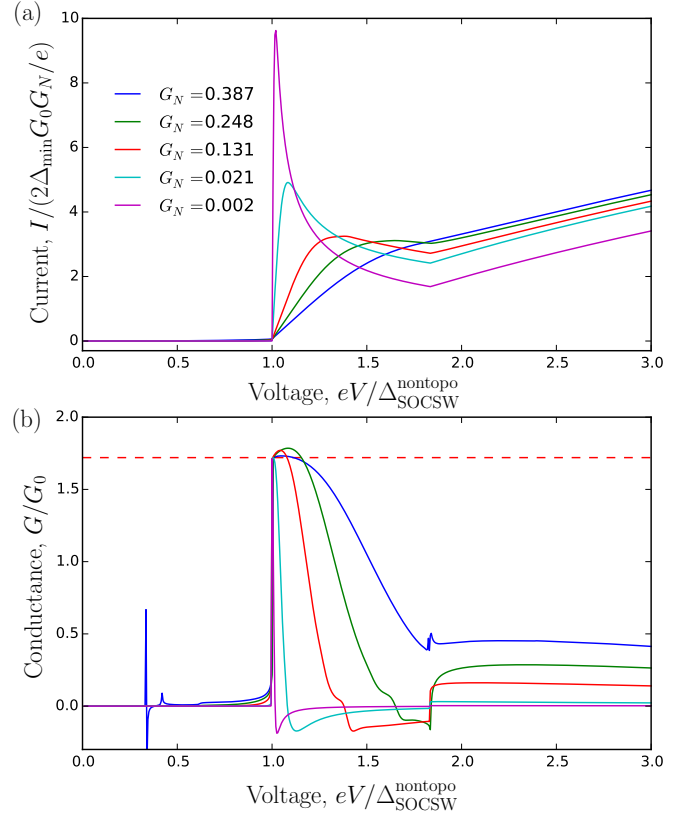 (a)
10
8
6
4
2
0
Current, I/(2Δ_min G_0 G_N/e)
G_N =0.387
G_N =0.248
G_N =0.131
G_N =0.021
G_N =0.002
0.0 0.5 1.0 1.5 2.0 2.5 3.0
Voltage, eV/Δ_SOCSW^nontopo
(b)
2.0
1.5
1.0
0.5
0.0
Conductance, G/G_0
0.0 0.5 1.0 1.5 2.0 2.5 3.0
Voltage, eV/Δ_SOCSW^nontopo